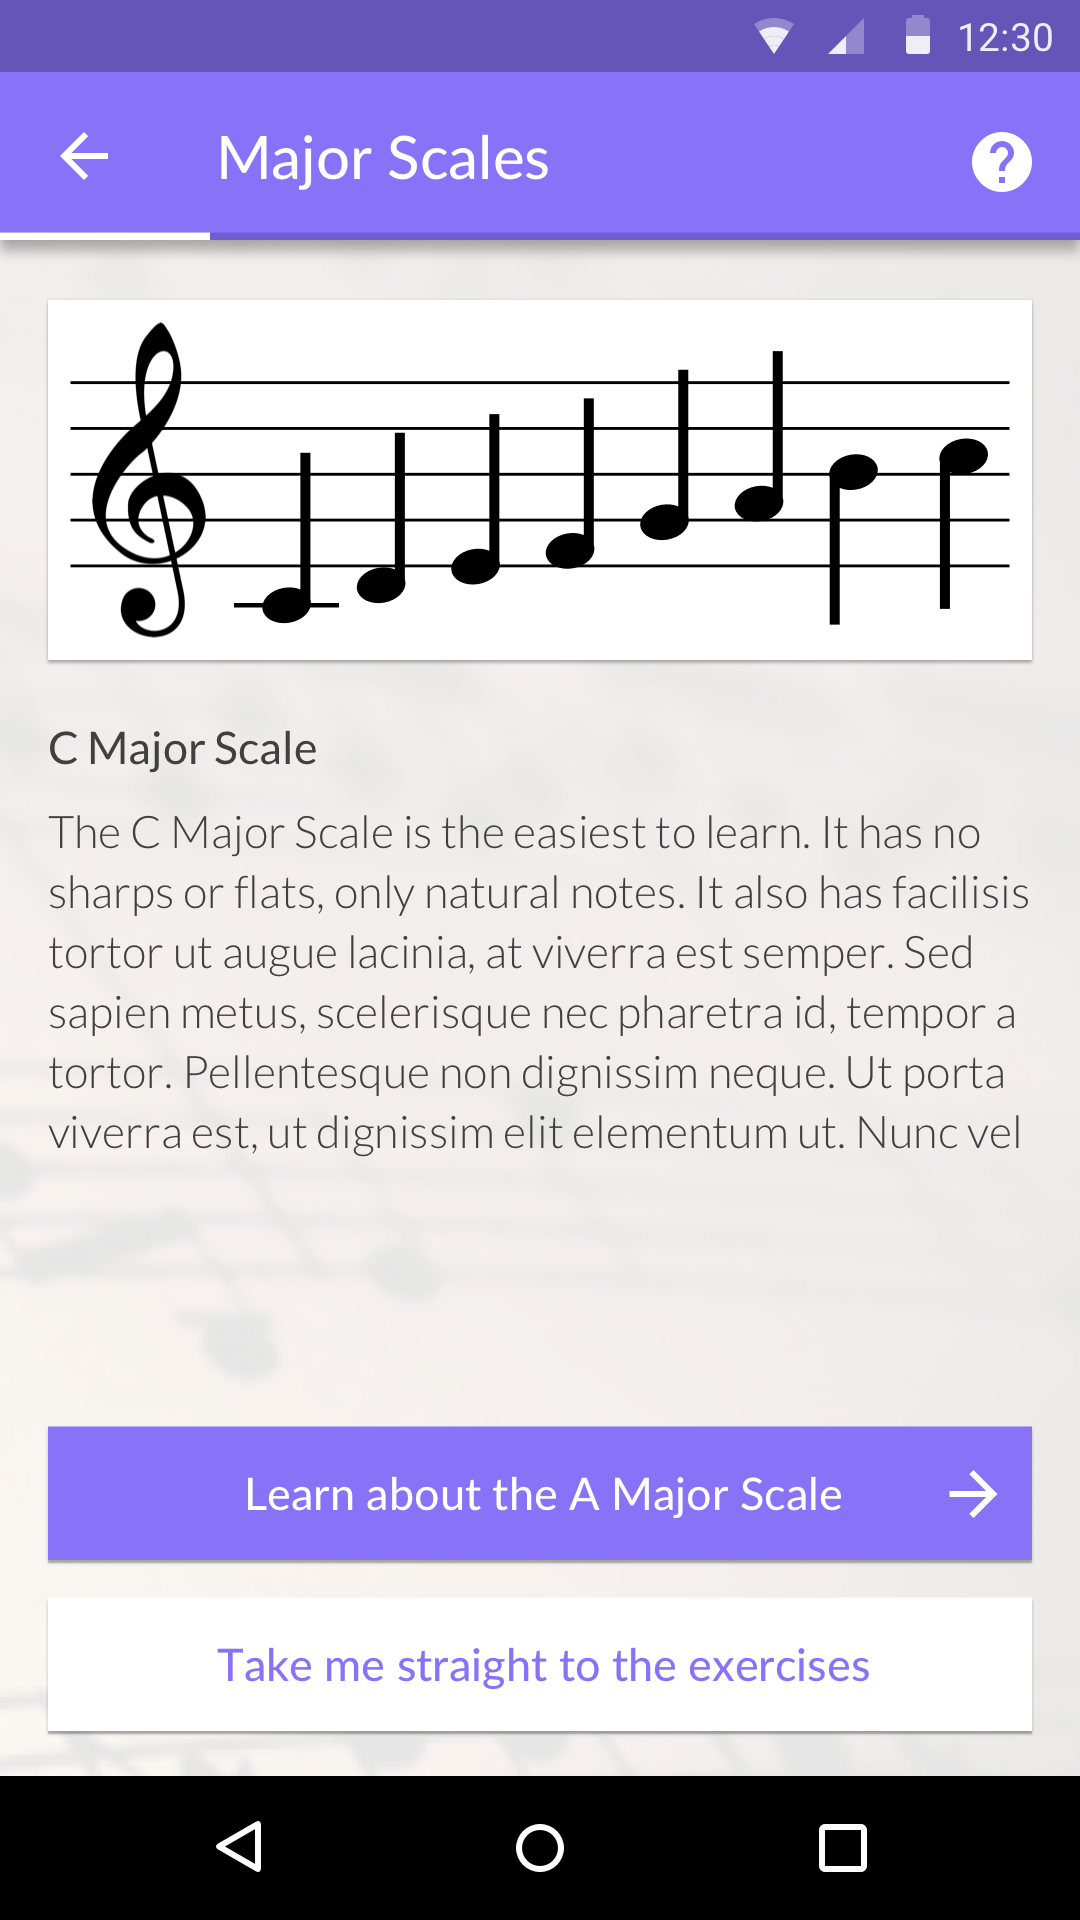 12:30
Major Scales
C Major Scale
The C Major Scale is the easiest to learn. It has no
sharps or flats, only natural notes. It also has facilisis
tortor ut augue lacinia, at viverra est semper. Sed
sapien metus, scelerisque nec pharetra id, tempor a
tortor. Pellentesque non dignissim neque. Ut porta
viverra est, ut dignissim elit elementum ut. Nunc vel
Learn about the A Major Scale
Take me straight to the exercises